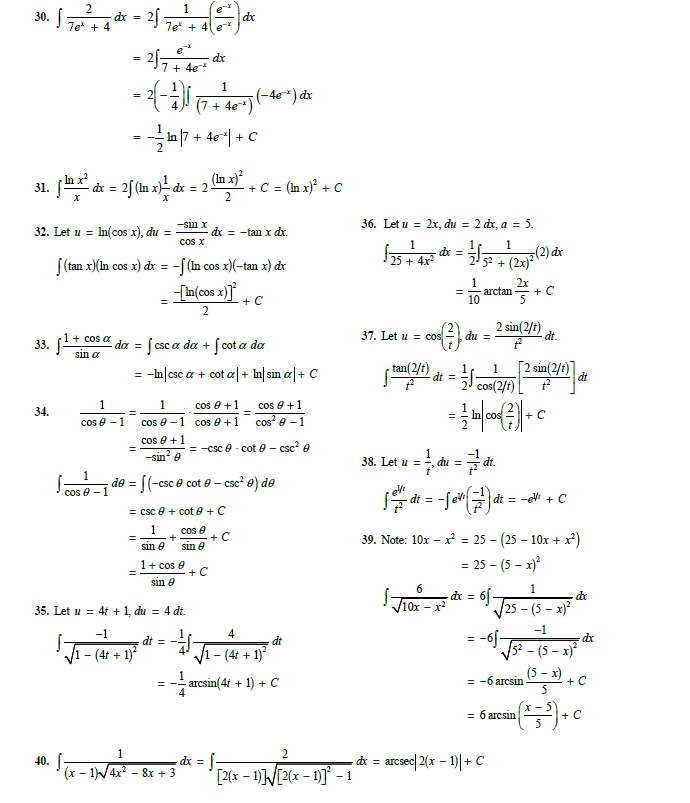 30. ∫ 2/(7eˣ + 4) dx = 2∫ 1/(7eˣ + 4) (e⁻ˣ/e⁻ˣ) dx
= 2∫ e⁻ˣ/(7 + 4e⁻ˣ) dx
= 2(−1/4)∫ 1/(7 + 4e⁻ˣ) (−4e⁻ˣ) dx
= −1/2 ln |7 + 4e⁻ˣ| + C
31. ∫ ln x²/x dx = 2∫(ln x) 1/x dx = 2 (ln x)²/2 + C = (ln x)² + C
32. Let u = ln(cos x), du = −sin x/cos x dx = −tan x dx.
∫(tan x)(ln cos x) dx = −∫(ln cos x)(−tan x) dx
= −[ln(cos x)]²/2 + C
33. ∫ (1 + cos α)/sin α dα = ∫ csc α dα + ∫ cot α dα
= −ln|csc α + cot α| + ln|sin α| + C
34. 1/(cos θ − 1) = 1/(cos θ − 1) · (cos θ + 1)/(cos θ + 1) = (cos θ + 1)/(cos² θ − 1)
= (cos θ + 1)/(−sin² θ) = −csc θ · cot θ − csc² θ
∫ 1/(cos θ − 1) dθ = ∫(−csc θ cot θ − csc² θ) dθ
= csc θ + cot θ + C
= 1/sin θ + cos θ/sin θ + C
= (1 + cos θ)/sin θ + C
35. Let u = 4t + 1, du = 4 dt.
∫ −1/√(1 − (4t + 1)²) dt = −1/4 ∫ 4/√(1 − (4t + 1)²) dt
= −1/4 arcsin(4t + 1) + C
36. Let u = 2x, du = 2 dx, a = 5.
∫ 1/(25 + 4x²) dx = 1/2 ∫ 1/(5² + (2x)²) (2) dx
= 1/10 arctan 2x/5 + C
37. Let u = cos(2/t), du = 2 sin(2/t)/t² dt.
∫ tan(2/t)/t² dt = 1/2 ∫ 1/cos(2/t) [2 sin(2/t)/t²] dt
= 1/2 ln|cos(2/t)| + C
38. Let u = 1/t, du = −1/t² dt.
∫ e^(1/t)/t² dt = −∫ e^(1/t) (−1/t²) dt = −e^(1/t) + C
39. Note: 10x − x² = 25 − (25 − 10x + x²)
= 25 − (5 − x)²
∫ 6/√(10x − x²) dx = 6∫ 1/√(25 − (5 − x)²) dx
= −6∫ −1/√(5² − (5 − x)²) dx
= −6 arcsin (5 − x)/5 + C
= 6 arcsin((x − 5)/5) + C
40. ∫ 1/((x − 1)√(4x² − 8x + 3)) dx = ∫ 2/([2(x − 1)]√([2(x − 1)]² − 1)) dx = arcsec|2(x − 1)| + C